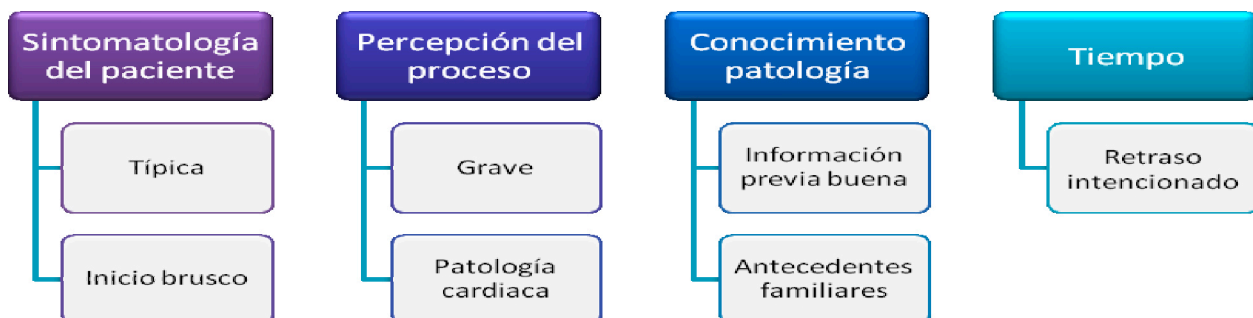 Sintomatología
del paciente
Típica
Inicio brusco
Percepción del
proceso
Grave
Patología
cardiaca
Conocimiento
patología
Información
previa buena
Antecedentes
familiares
Tiempo
Retraso
intencionado